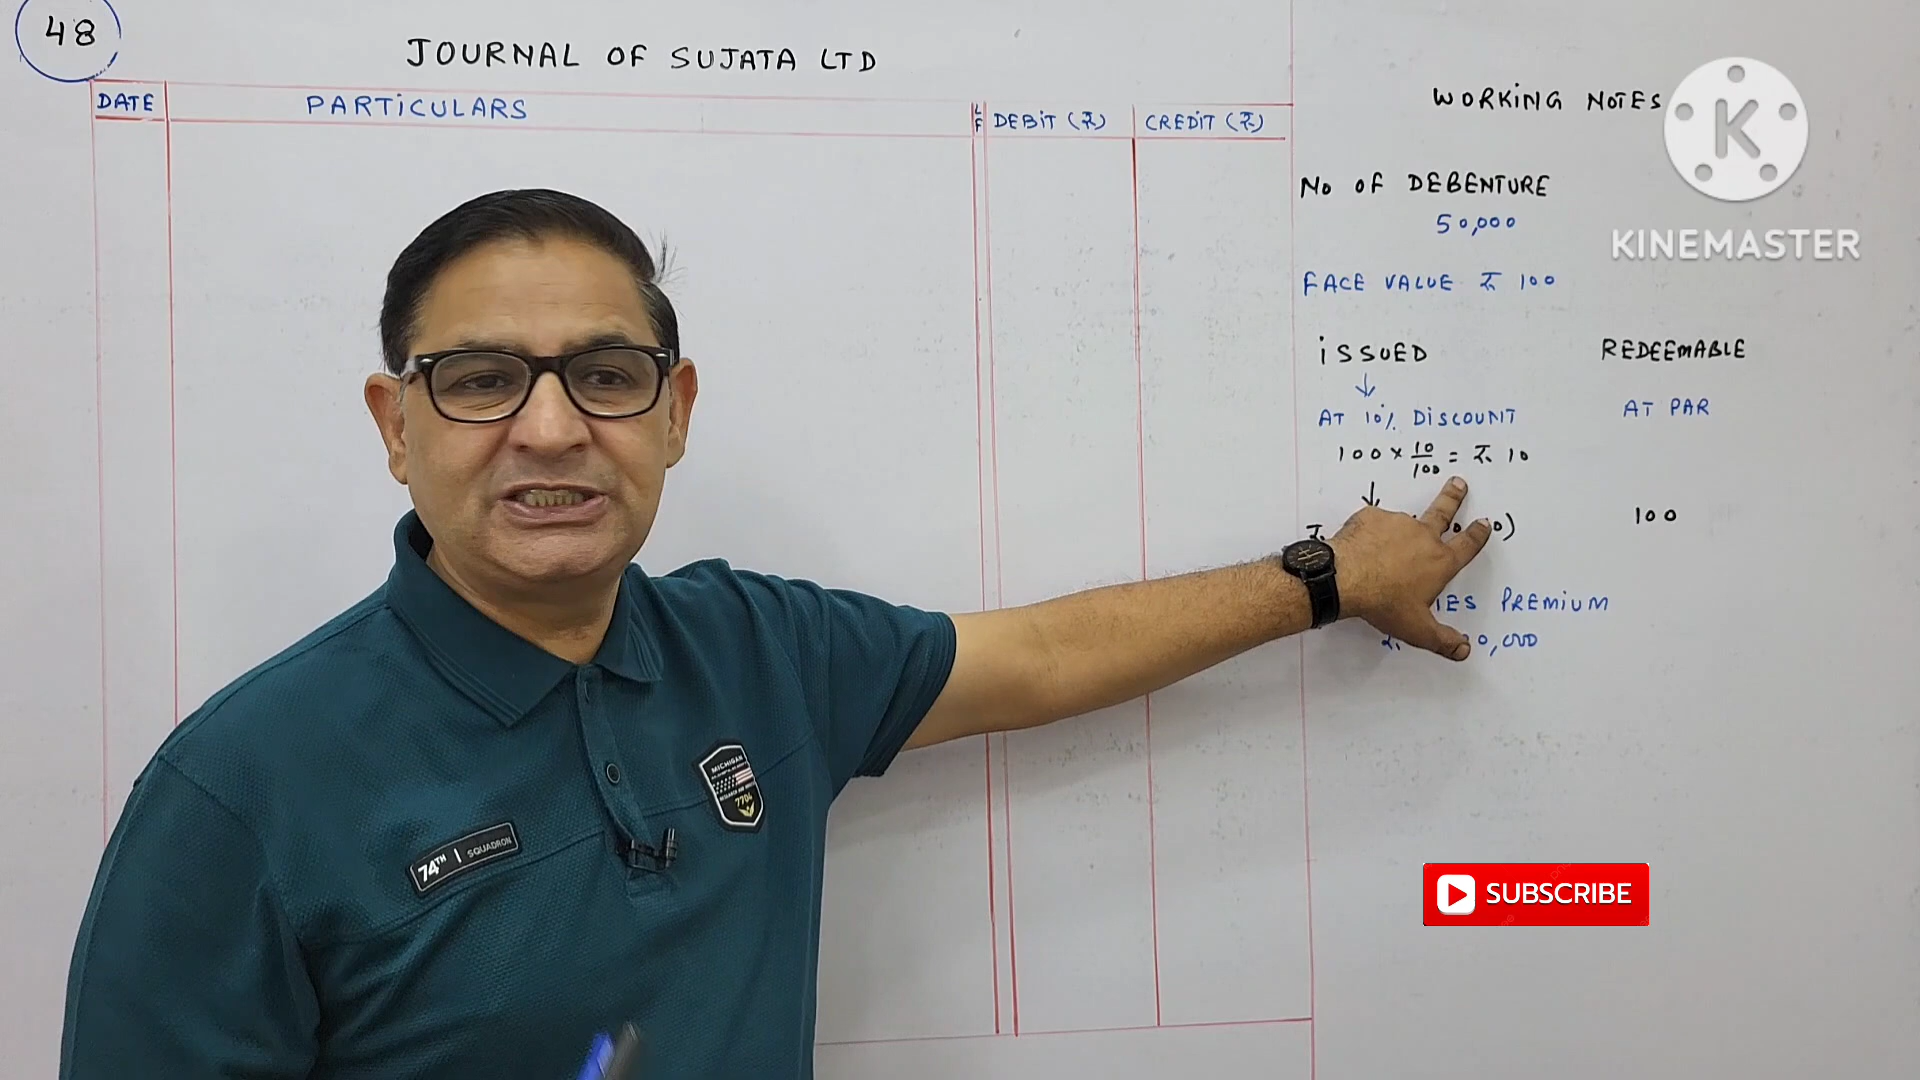 48
JOURNAL OF SUJATA LTD
DATE
PARTICULARS
LF
DEBIT (₹)
CREDIT (₹)
WORKING NOTES
K
KINEMASTER
NO OF DEBENTURE
50,000
FACE VALUE ₹ 100
ISSUED
REDEEMABLE
AT 10% DISCOUNT
AT PAR
100 × 10/100 = ₹ 10
₹
100
PREMIUM
₹
MICHIGAN
7704
74TH | SQUADRON
SUBSCRIBE